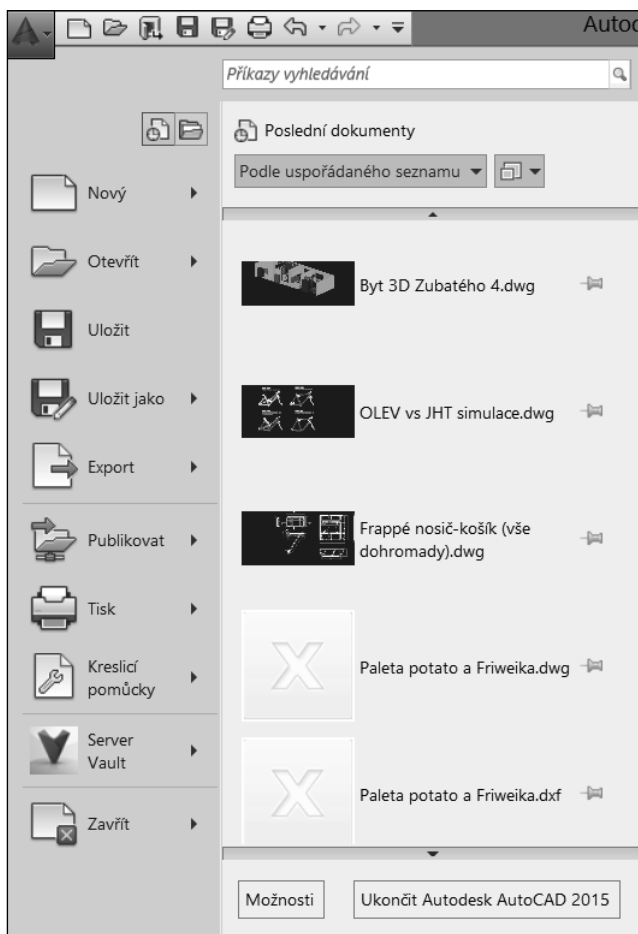 Autod
Příkazy vyhledávání
Poslední dokumenty
Podle uspořádaného seznamu
Nový
Otevřít
Uložit
Uložit jako
Export
Publikovat
Tisk
Kreslicí
pomůcky
Server
Vault
Zavřít
Byt 3D Zubatého 4.dwg
OLEV vs JHT simulace.dwg
Frappé nosič-košík (vše
dohromady).dwg
Paleta potato a Friweika.dwg
Paleta potato a Friweika.dxf
Možnosti
Ukončit Autodesk AutoCAD 2015